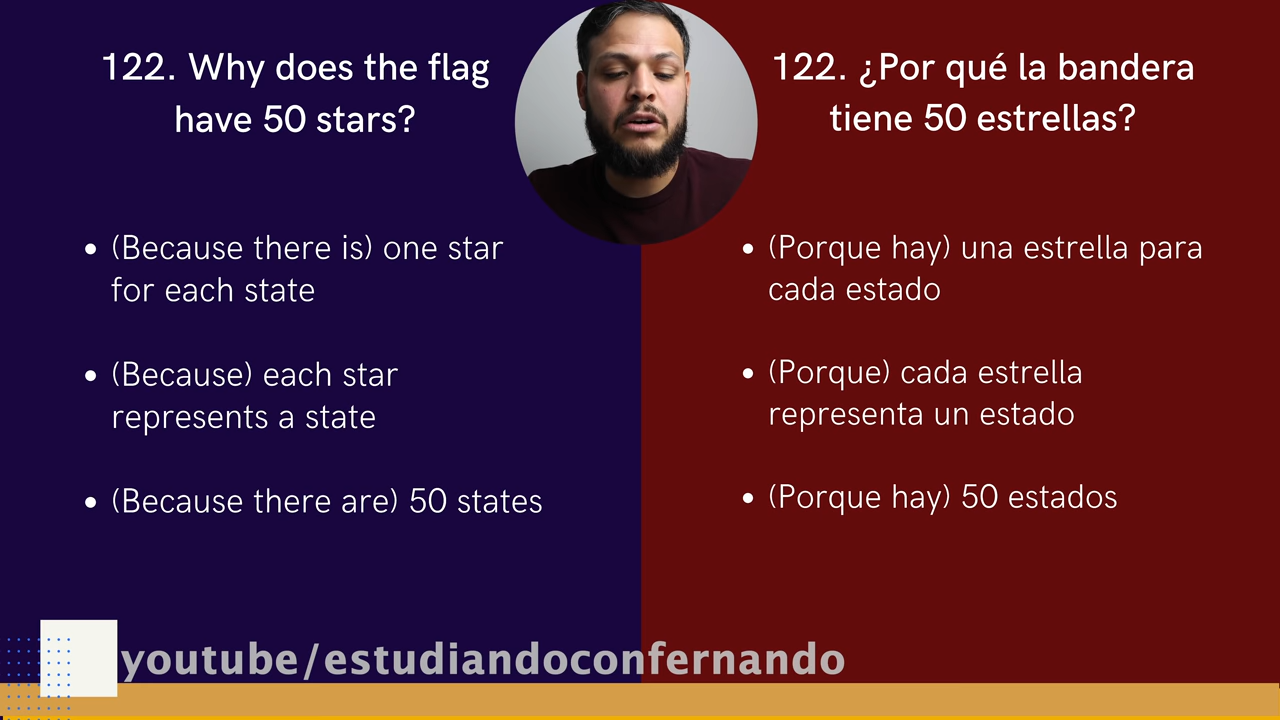 122. Why does the flag
have 50 stars?
• (Because there is) one star
for each state
• (Because) each star
represents a state
• (Because there are) 50 states
122. ¿Por qué la bandera
tiene 50 estrellas?
• (Porque hay) una estrella para
cada estado
• (Porque) cada estrella
representa un estado
• (Porque hay) 50 estados
youtube/estudiandoconfernando